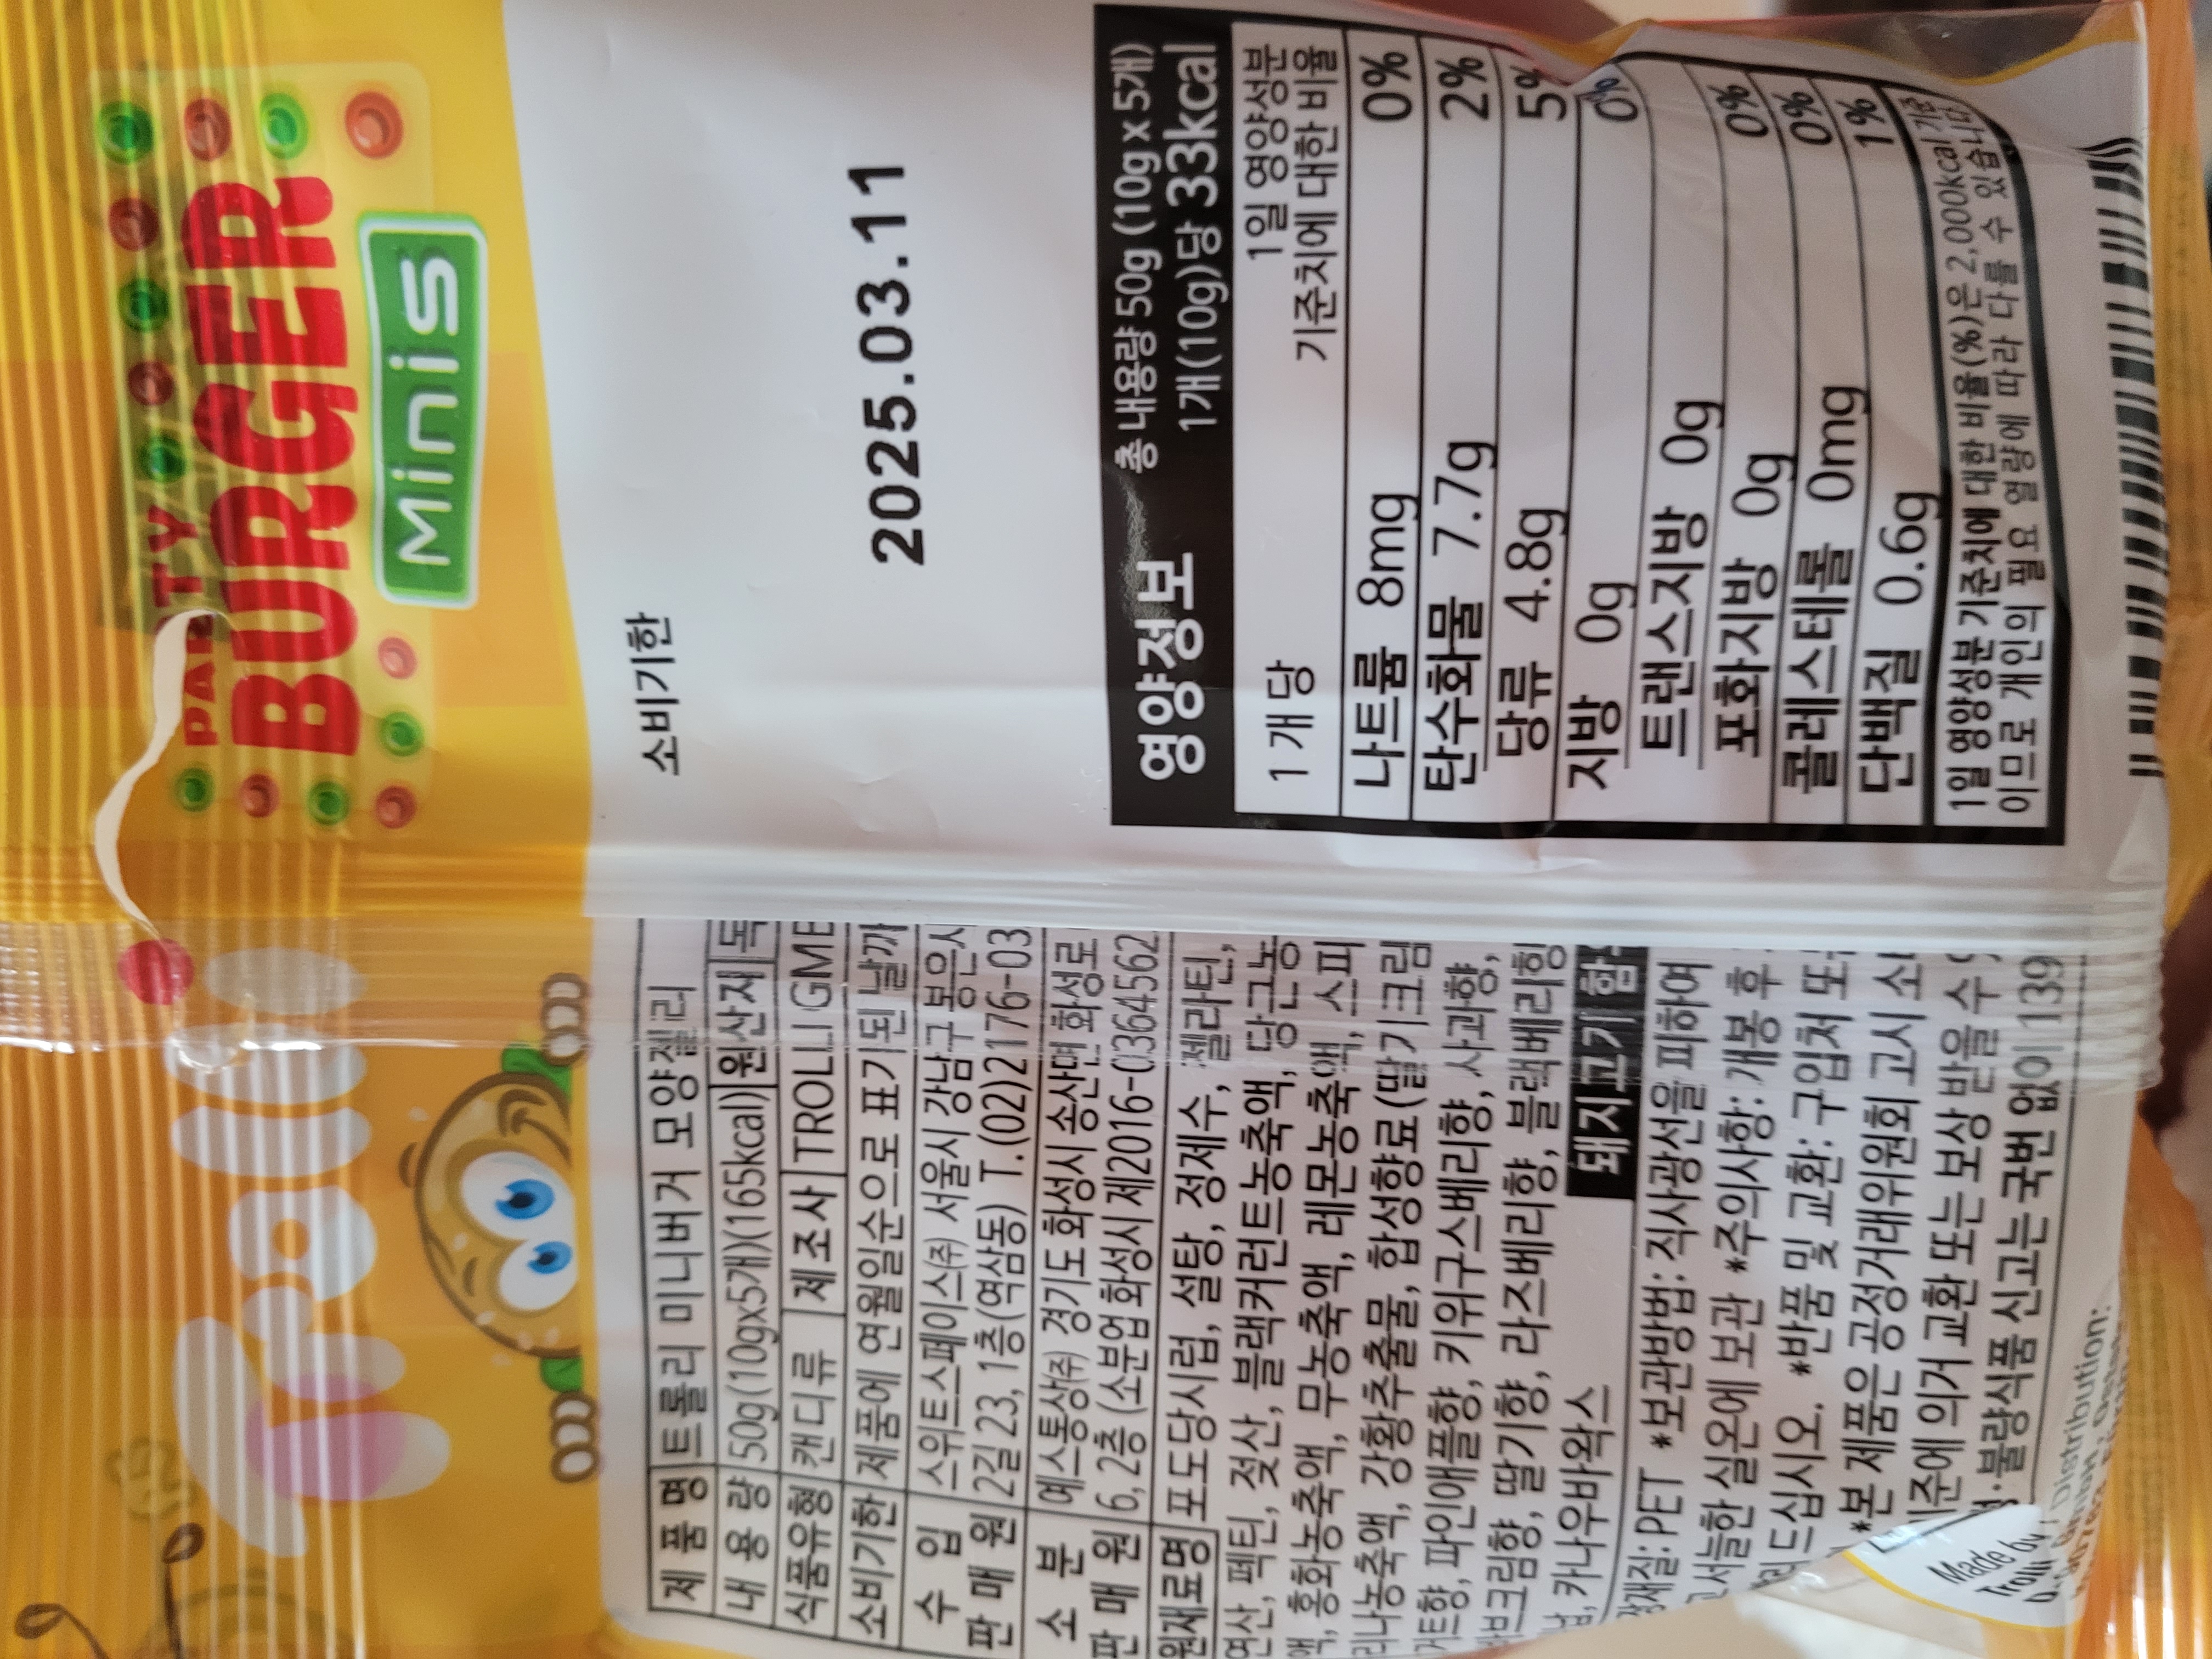 Trolli
PARTY
BURGER
Minis
제 품 명 트롤리 미니버거 모양젤리
내 용 량 50g(10gx5개)(165kcal) 원산지 독
식품유형 캔디류 제조사 TROLLI
소비기한 제품에 연월일순으로 표기된
수 입 스위트스페이스㈜ 서울시 강남구
판 매 원 2길 23, 1층(역삼동) T.(02)2176-03
소 분 예스통상㈜ 경기도 화성시 송산면 화성로
판 매 원 6, 2층 (소분업 화성시 제2016-0364562
원재료명 포도당시럽, 설탕, 정제수, 젤라틴,
연산, 펙틴, 젖산, 블랙커런트농축액, 당근농
액, 홍화농축액, 무농축액, 레몬농축액, 스피
리나농축액, 강황추출물, 합성향료(딸기크림
거트향, 파인애플향, 키위구스베리향, 사과향,
브크림향, 딸기향, 라즈베리향, 블랙베리향
납, 카나우바왁스
돼지고기
장재질: PET *보관방법: 직사광선을 피하여
고 서늘한 실온에 보관 *주의사항: 개봉 후
드십시오. *반품 및 교환: 구입처
*본 제품은 공정거래위원회 고시
기준에 의거 교환 또는 보상 받을 수
·불량식품 신고는 국번 없이 139
Made by / Distribution:
Trolli GmbH,
소비기한
2025.03.11
영양정보 총 내용량 50g (10g x 5개)
1개(10g)당 33kcal
1개당 1일 영양성분
기준치에 대한 비율
나트륨 8mg 0%
탄수화물 7.7g 2%
당류 4.8g 5%
지방 0g 0%
트랜스지방 0g
포화지방 0g 0%
콜레스테롤 0mg 0%
단백질 0.6g 1%
1일 영양성분 기준치에 대한 비율(%)은 2,000kcal 기준
이므로 개인의 필요 열량에 따라 다를 수 있습니다